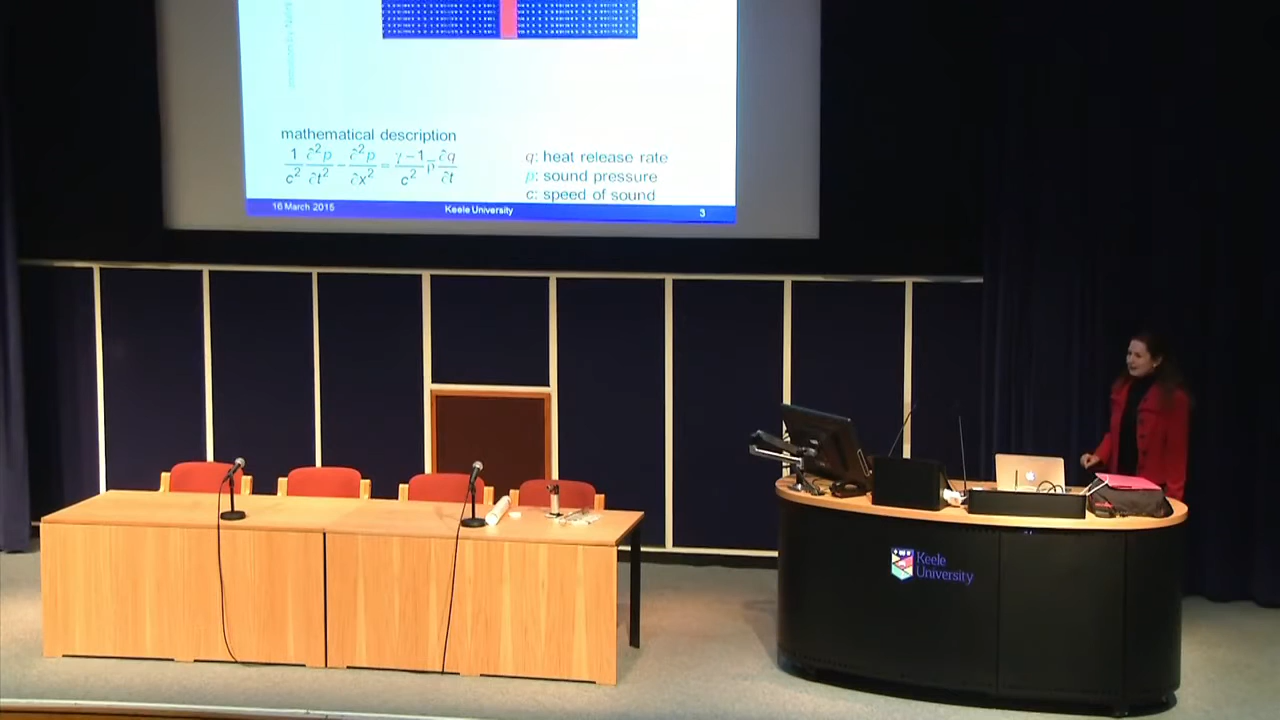 mathematical description
1/c² ∂²p/∂t² − ∂²p/∂x² = γ−1/c² ρ̄ ∂q/∂t
q: heat release rate
p: sound pressure
c: speed of sound
16 March 2015 Keele University 3
Keele
University